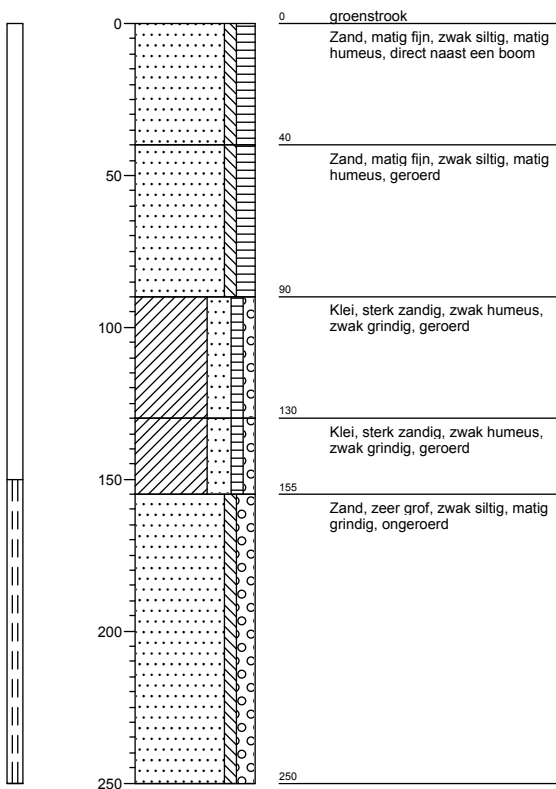 0
groenstrook
0
Zand, matig fijn, zwak siltig, matig
humeus, direct naast een boom
40
Zand, matig fijn, zwak siltig, matig
humeus, geroerd
50
90
Klei, sterk zandig, zwak humeus,
zwak grindig, geroerd
100
130
Klei, sterk zandig, zwak humeus,
zwak grindig, geroerd
150
155
Zand, zeer grof, zwak siltig, matig
grindig, ongeroerd
200
250
250